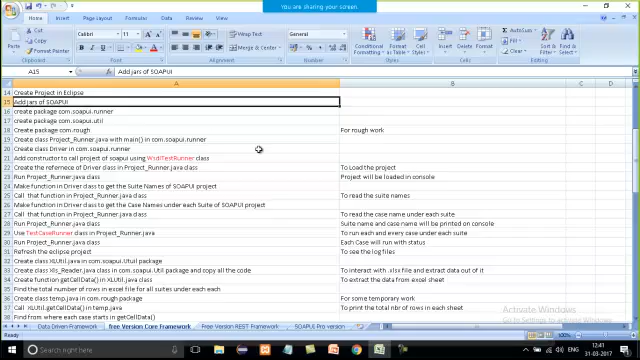 You are sharing your screen.
Home Insert Page Layout Formulas Data Review View
Calibri 11
Wrap Text
General
Merge & Center
Conditional Formatting
Format as Table
Cell Styles
Insert Delete Format
AutoSum
Fill
Clear
Sort & Filter
Find & Select
Clipboard Font Alignment Number Styles Cells Editing
A15 Add jars of SOAPUI
A B C D
14 Create Project in Eclipse
15 Add jars of SOAPUI
16 create package com.soapui.runner
17 create package com.soapui.util
18 Create package com.rough For rough work
19 Create class Project_Runner.java with main() in com.soapui.runner
20 Create class Driver in com.soapui.runner
21 Add constructor to call project of soapui using WsdlTestRunner class
22 Create the refernece of Driver class in Project_Runner.java class To Load the project
23 Run Project_Runner.java class Project will be loaded in console
24 Make function in Driver class to get the Suite Names of SOAPUI project
25 Call that function in Project_Runner.java class To read the suite names
26 Make function in Driver class to get the Case Names under each Suite of SOAPUI project
27 Call that function in Project_Runner.java class To read the case name under each suite
28 Run Project_Runner.java class Suite name and case name will be printed on console
29 Use TestCaseRunner class in Project_Runner.java To run each and every case under each suite
30 Run Project_Runner.java class Each Case will run with status
31 Refresh the eclipse project To see the log files
32 Create class XLUtil.java in com.soapui.Utuil package
33 Create class Xls_Reader.java class in com.soapui.Util package and copy all the code To interact with .xlsx file and extract data out of it
34 Create function getCellData() in XLUtil.java class To extract the data from excel sheet
35 Find the total number of rows in excel file for all suites under each
36 Create class temp.java in com.rough package For some temporary work
37 Call XLUtil.getCellData() in temp.java To print the total nbr of rows in each sheet
38 Print from where each case starts in getCellData()
Activate Windows
Go to Settings to activate Windows.
Data Driven Framework free Version Core Framework Free Version REST Framework SOAPUI Pro version
Ready 100%
Search Windows
ENG
12:41
31-03-2017